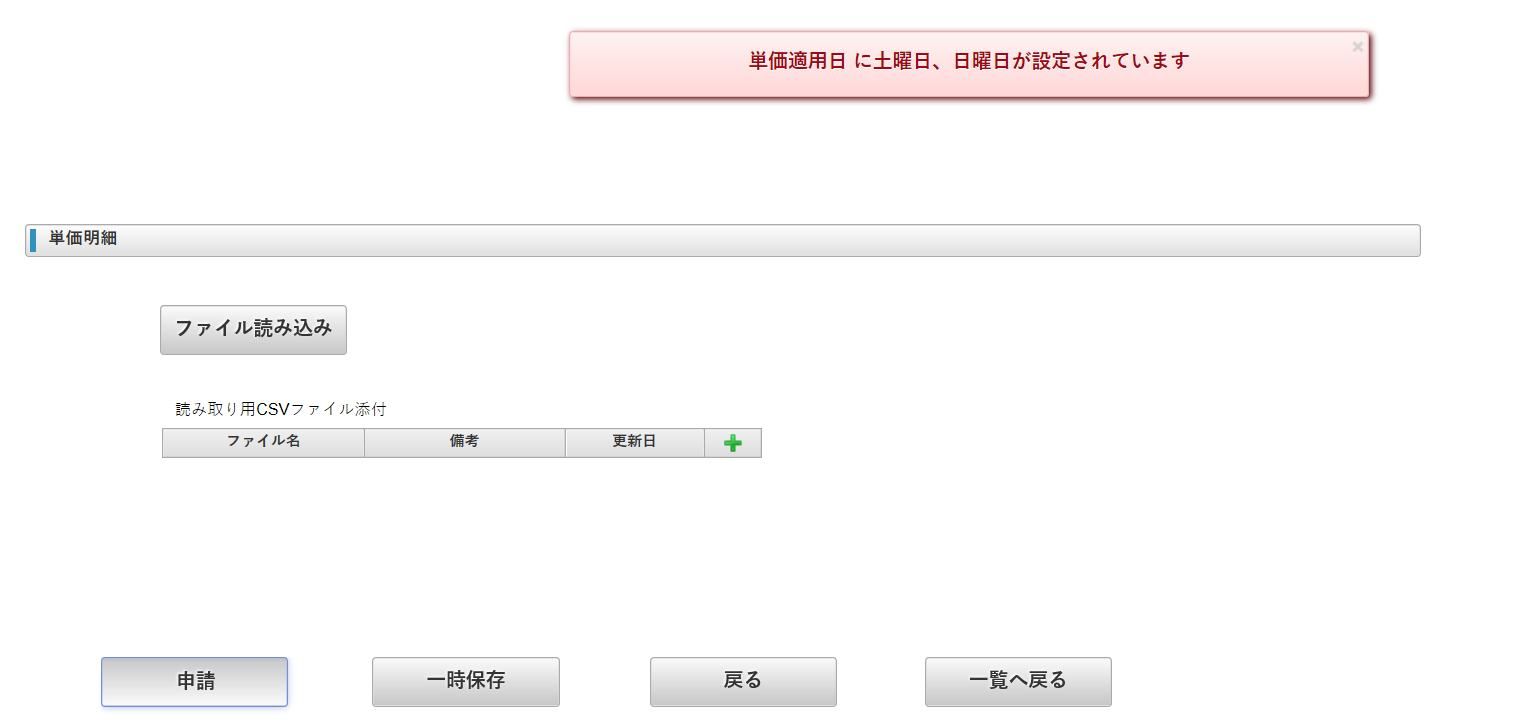 単価適用日 に土曜日、日曜日が設定されています
×
単価明細
ファイル読み込み
読み取り用CSVファイル添付
ファイル名 備考 更新日
申請 一時保存 戻る 一覧へ戻る